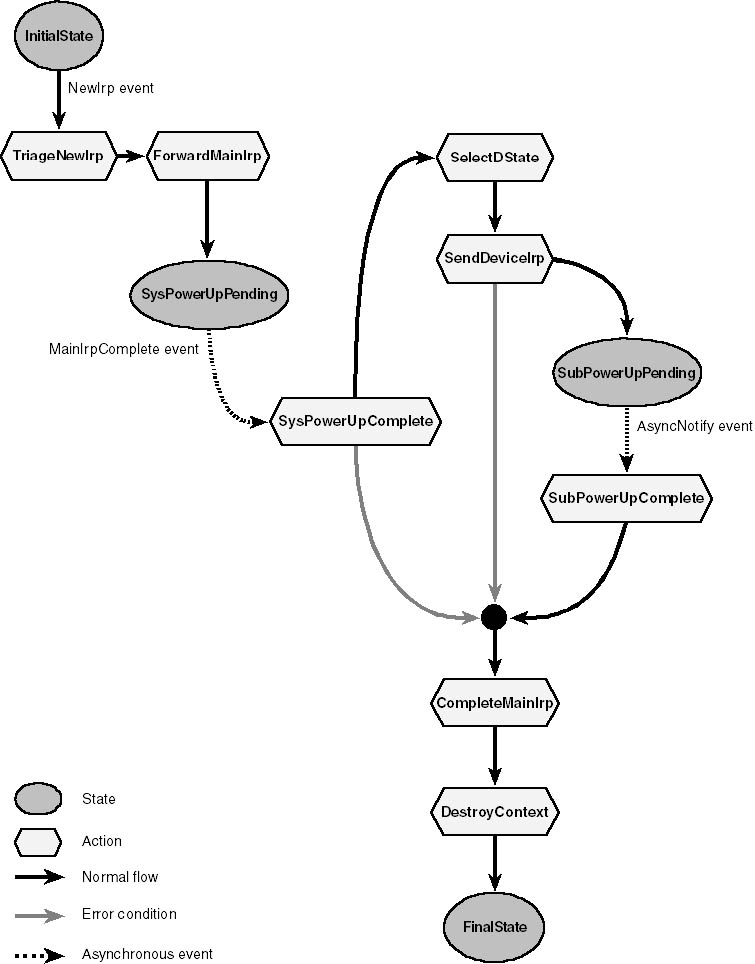 InitialState
NewIrp event
TriageNewIrp
ForwardMainIrp
SelectDState
SendDeviceIrp
SysPowerUpPending
MainIrpComplete event
SubPowerUpPending
SysPowerUpComplete
AsyncNotify event
SubPowerUpComplete
CompleteMainIrp
DestroyContext
FinalState
State
Action
Normal flow
Error condition
Asynchronous event